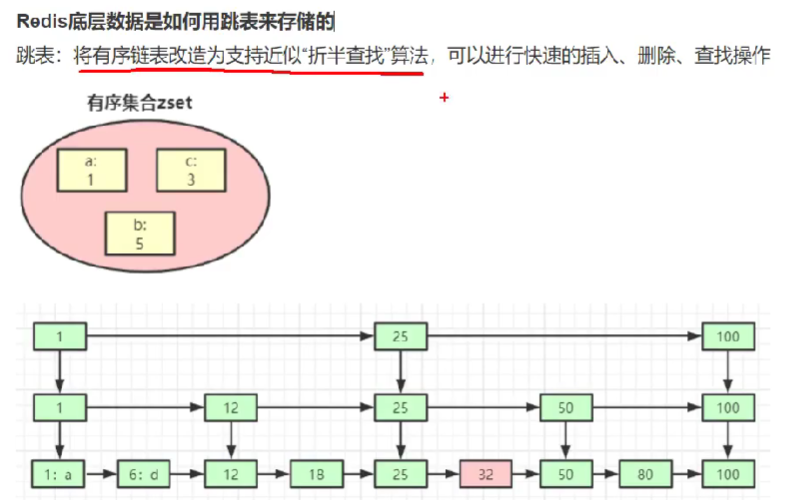 Redis底层数据是如何用跳表来存储的
跳表：将有序链表改造为支持近似“折半查找”算法，可以进行快速的插入、删除、查找操作
有序集合zset
a:
1
c:
3
b:
5
1 25 100
1 12 25 50 100
1: a 6: d 12 18 25 32 50 80 100